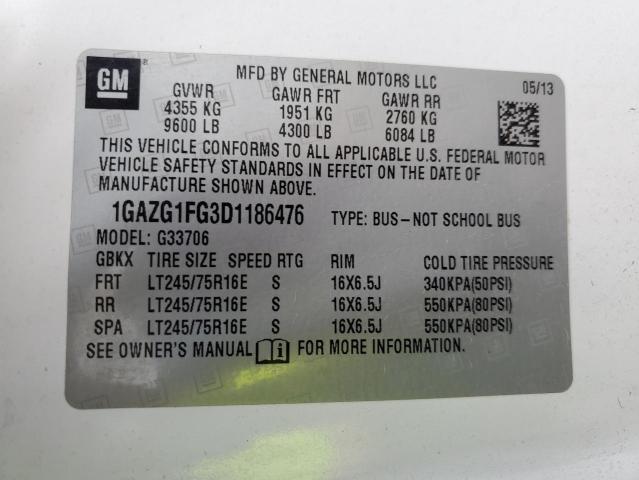 GM ® MFD BY GENERAL MOTORS LLC 05/13
GVWR GAWR FRT GAWR RR
4355 KG 1951 KG 2760 KG
9600 LB 4300 LB 6084 LB
THIS VEHICLE CONFORMS TO ALL APPLICABLE U.S. FEDERAL MOTOR
VEHICLE SAFETY STANDARDS IN EFFECT ON THE DATE OF
MANUFACTURE SHOWN ABOVE.
1GAZG1FG3D1186476 TYPE: BUS–NOT SCHOOL BUS
MODEL: G33706
GBKX TIRE SIZE SPEED RTG RIM COLD TIRE PRESSURE
FRT LT245/75R16E S 16X6.5J 340KPA(50PSI)
RR LT245/75R16E S 16X6.5J 550KPA(80PSI)
SPA LT245/75R16E S 16X6.5J 550KPA(80PSI)
SEE OWNER'S MANUAL i FOR MORE INFORMATION.